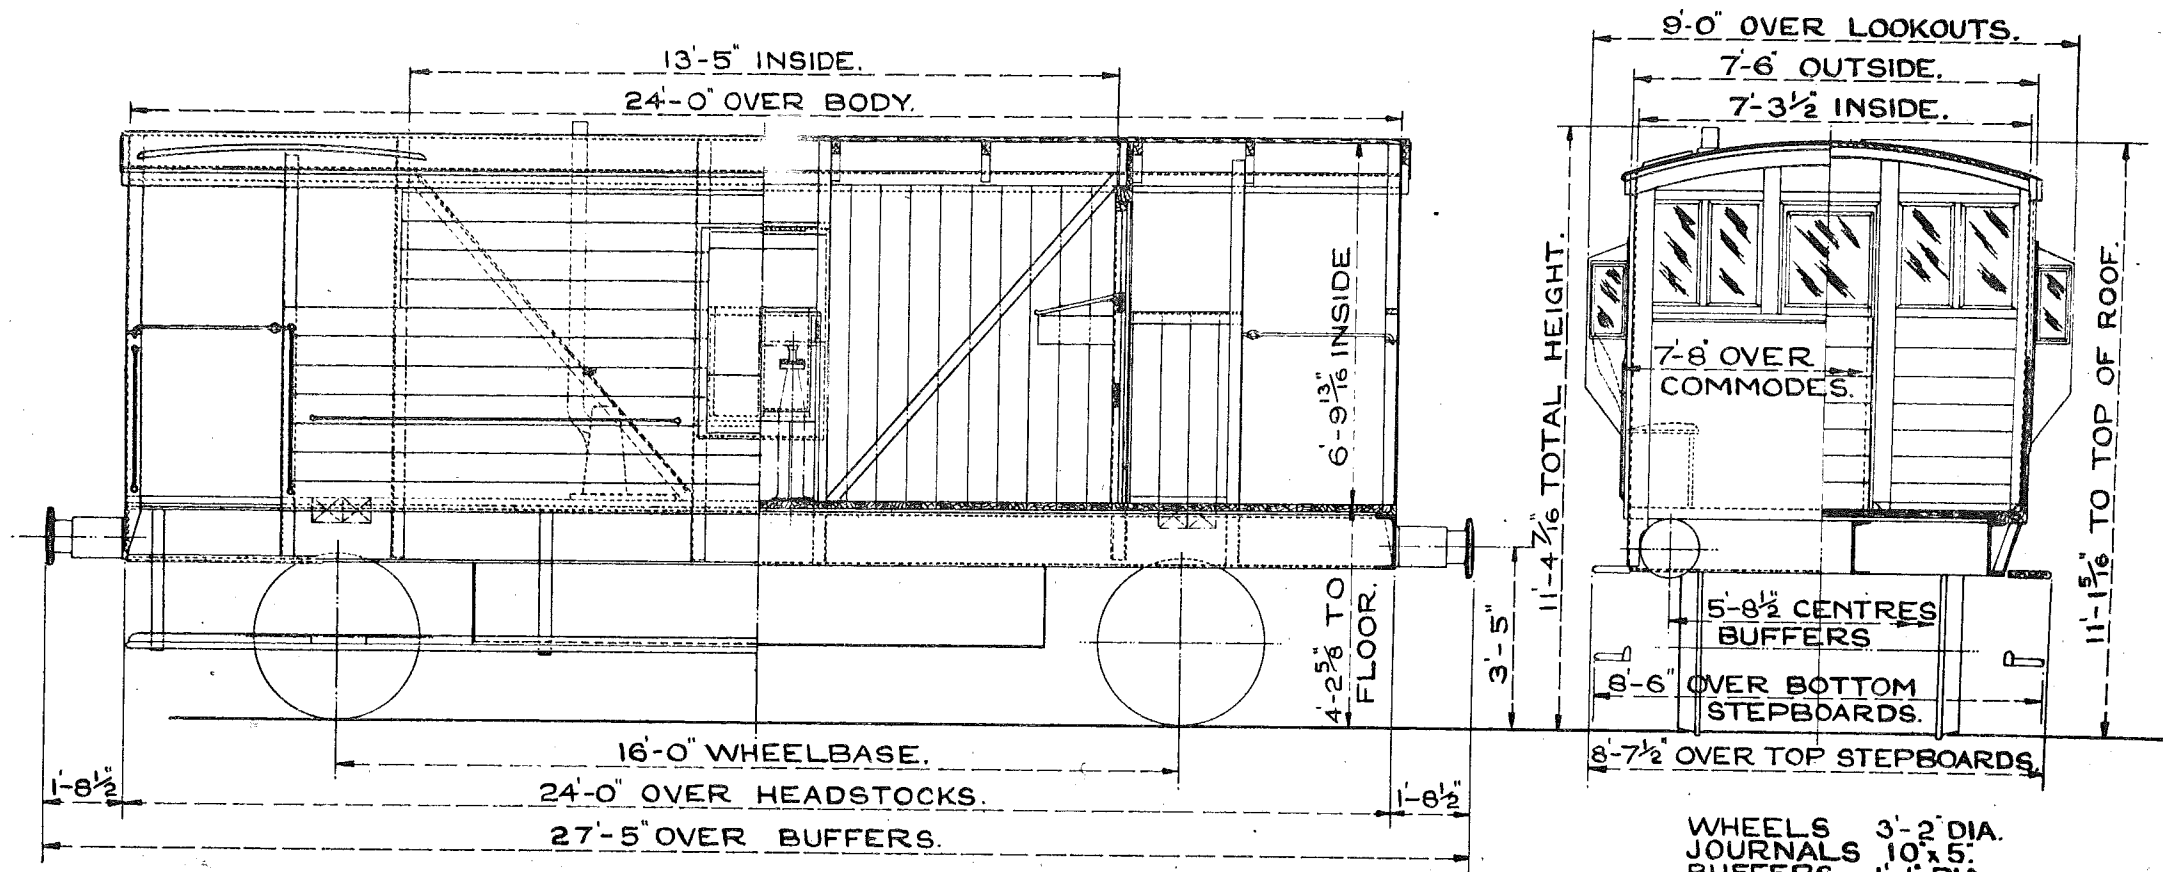 13'-5" INSIDE.
24'-0" OVER BODY.
6'-9 13/16" INSIDE
4'-2 5/8" TO
FLOOR.
3'-5"
16'-0" WHEELBASE.
1'-8½"
24'-0" OVER HEADSTOCKS.
1'-8½"
27'-5" OVER BUFFERS.
9'-0" OVER LOOKOUTS.
7'-6" OUTSIDE.
7'-3½" INSIDE.
11'-4 7/16" TOTAL HEIGHT.
7'-8" OVER
COMMODES.
11'-1 5/16" TO TOP OF ROOF.
5'-8½" CENTRES
BUFFERS
8'-6" OVER BOTTOM
STEPBOARDS.
8'-7½" OVER TOP STEPBOARDS.
WHEELS 3'-2" DIA.
JOURNALS 10" x 5".
BUFFERS 1'-1" DIA